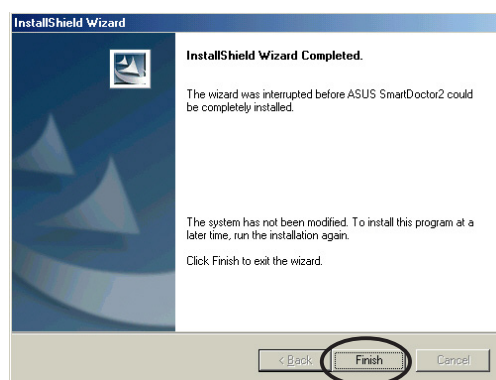 InstallShield Wizard
InstallShield Wizard Completed.
The wizard was interrupted before ASUS SmartDoctor2 could
be completely installed.
The system has not been modified. To install this program at a
later time, run the installation again.
Click Finish to exit the wizard.
< Back
Finish
Cancel